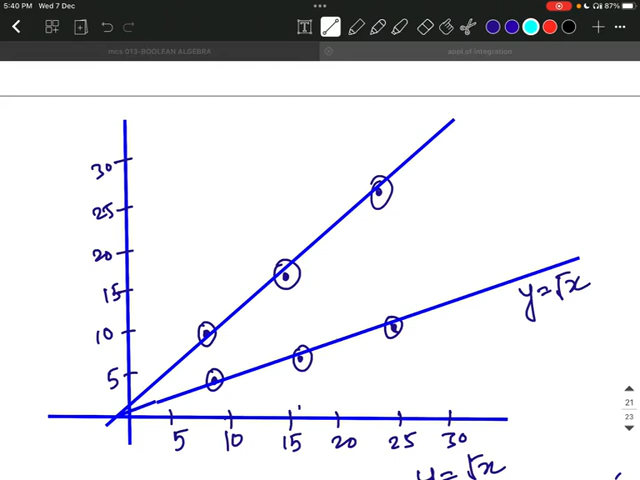 5:40 PM Wed 7 Dec
87%
mcs 013-BOOLEAN ALGEBRA
appst of integration
30
25
20
15
10
5
y=√x
5 10 15 20 25 30
y=√x
21
23